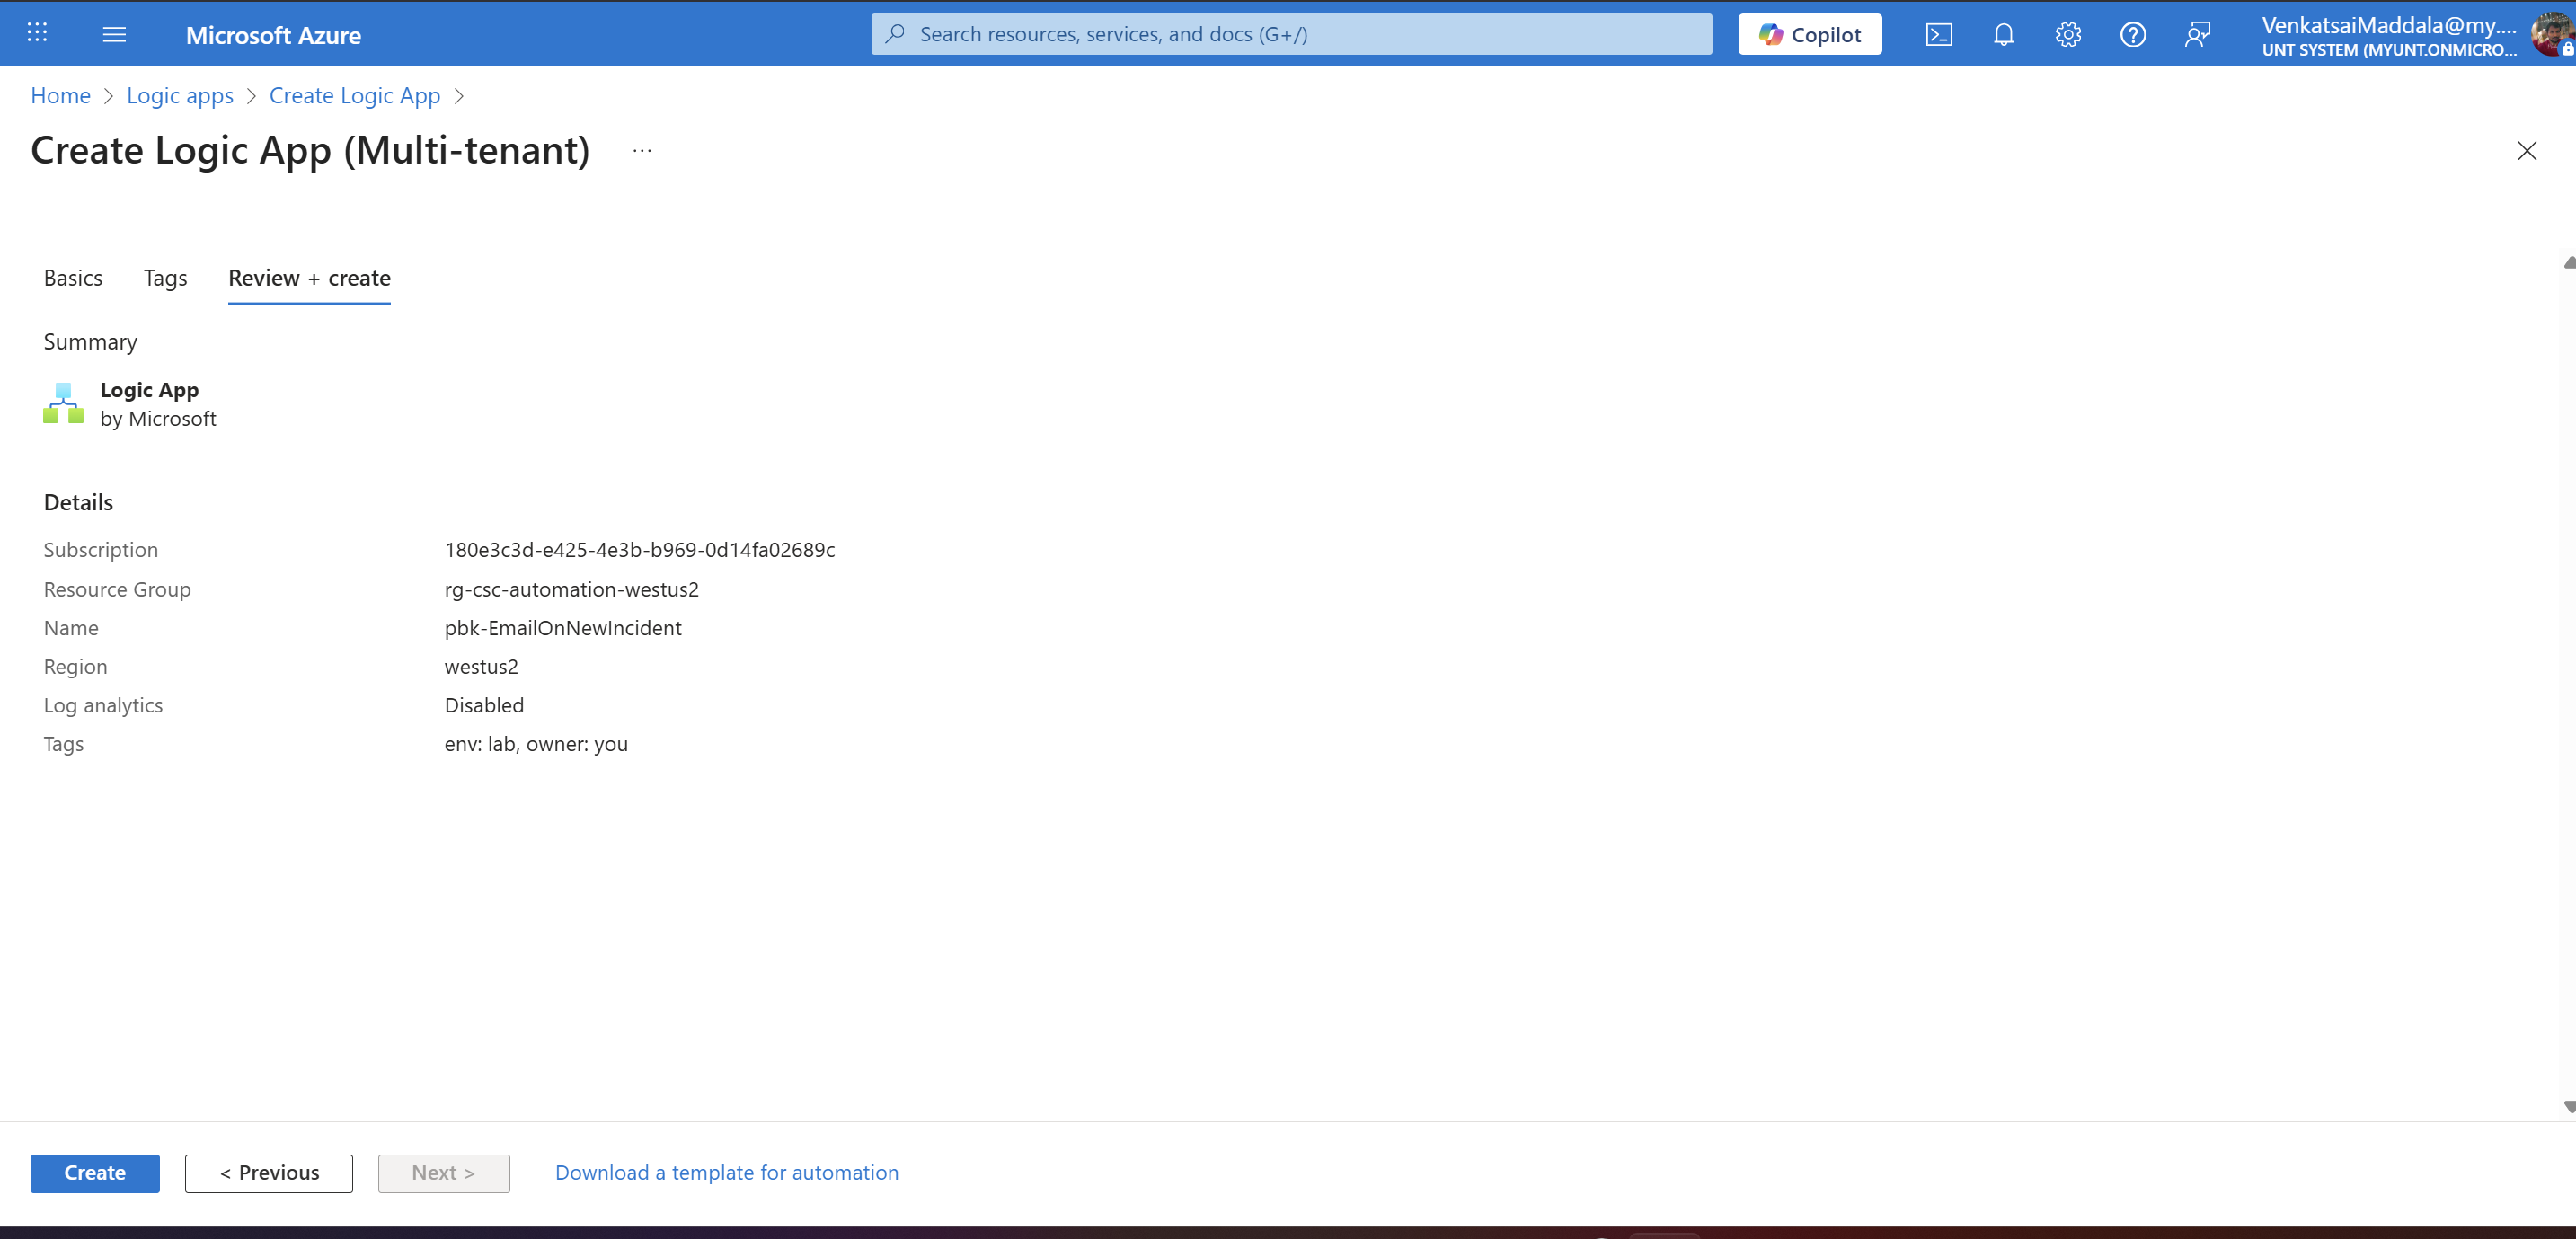 Microsoft Azure
Search resources, services, and docs (G+/)
Copilot
VenkatsaiMaddala@my....
UNT SYSTEM (MYUNT.ONMICRO...
Home > Logic apps > Create Logic App >
Create Logic App (Multi-tenant) ...
Basics Tags Review + create
Summary
Logic App
by Microsoft
Details
Subscription 180e3c3d-e425-4e3b-b969-0d14fa02689c
Resource Group rg-csc-automation-westus2
Name pbk-EmailOnNewIncident
Region westus2
Log analytics Disabled
Tags env: lab, owner: you
Create < Previous Next > Download a template for automation